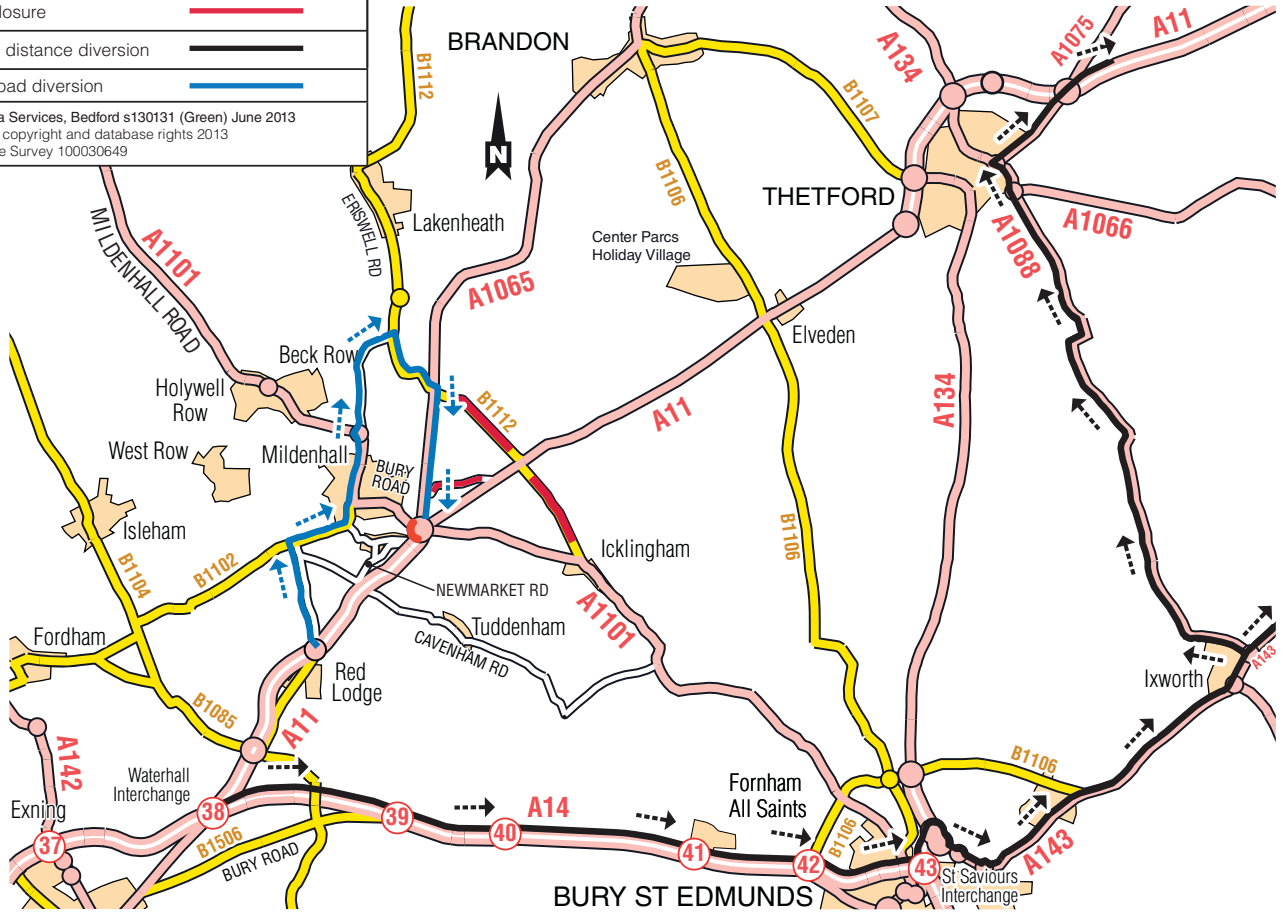 losure
distance diversion
oad diversion
a Services, Bedford s130131 (Green) June 2013
copyright and database rights 2013
e Survey 100030649
BRANDON
B1112
A134
A1075
A11
B1107
N
B1106
THETFORD
ERISWELL RD
Lakenheath
A1066
MILDENHALL ROAD
A1101
Center Parcs
Holiday Village
A1088
A1065
Elveden
Beck Row
Holywell
Row
B1112
A11
A134
West Row
Mildenhall
BURY
ROAD
Isleham
B1106
Icklingham
B1104
B1102
NEWMARKET RD
A1101
Tuddenham
CAVENHAM RD
Fordham
Red
Lodge
A143
Ixworth
B1085
A11
A142
Waterhall
Interchange
B1106
Fornham
All Saints
Exning
38
39
A14
40
37
B1506
BURY ROAD
41
42
B1106
43
A143
St Saviours
Interchange
BURY ST EDMUNDS